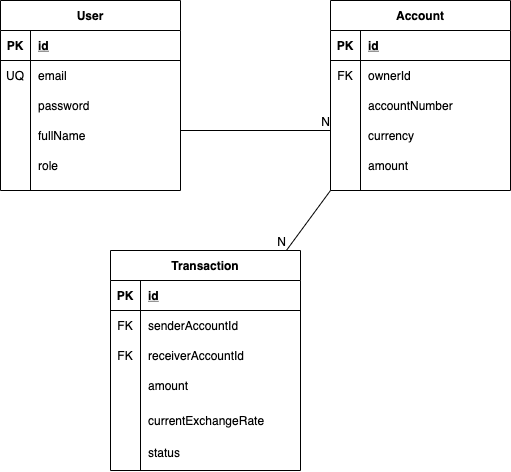 User
PK id
UQ email
password
fullName
role
Account
PK id
FK ownerId
accountNumber
currency
amount
N
N
Transaction
PK id
FK senderAccountId
FK receiverAccountId
amount
currentExchangeRate
status